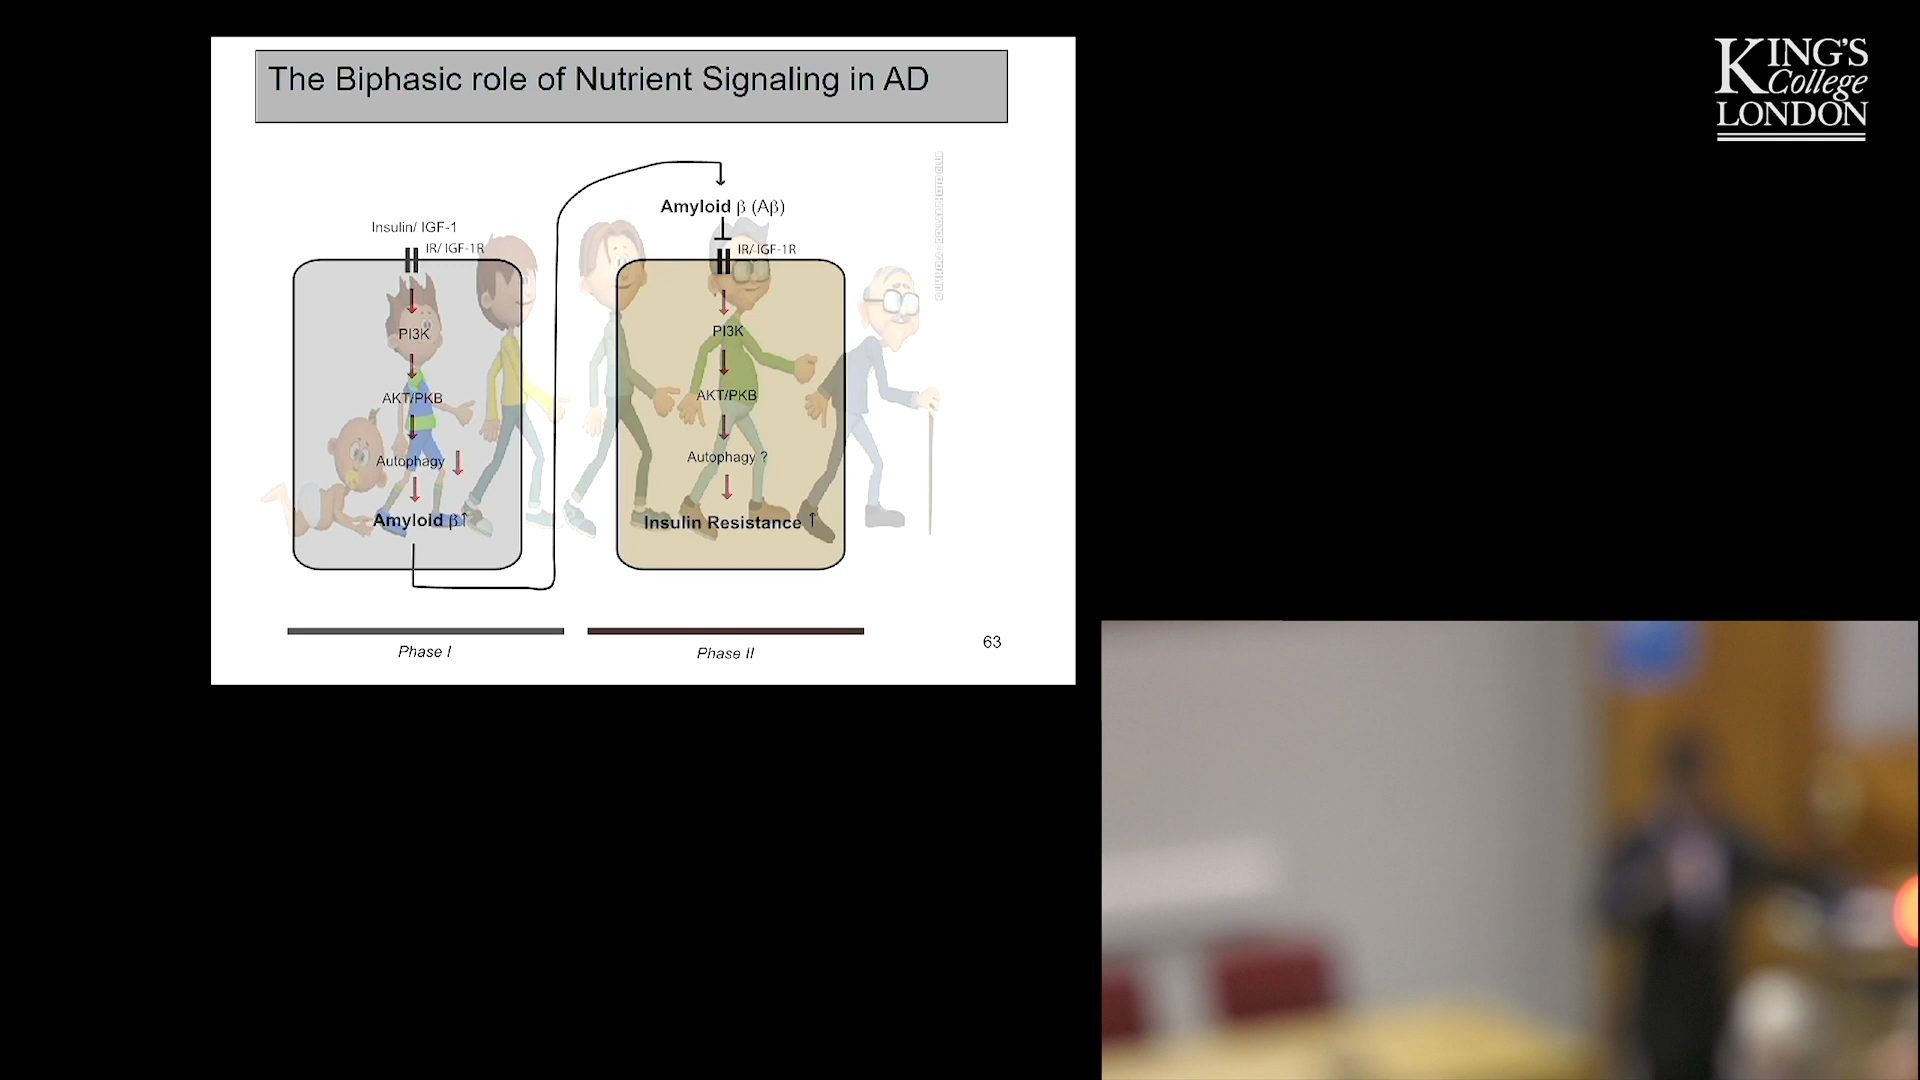 The Biphasic role of Nutrient Signaling in AD
Insulin/ IGF-1
IR/ IGF-1R
PI3K
AKT/PKB
Autophagy
Amyloid β↑
Amyloid β (Aβ)
IR/ IGF-1R
PI3K
AKT/PKB
Autophagy ?
Insulin Resistance ↑
Phase I
Phase II
63
KING'S
College
LONDON